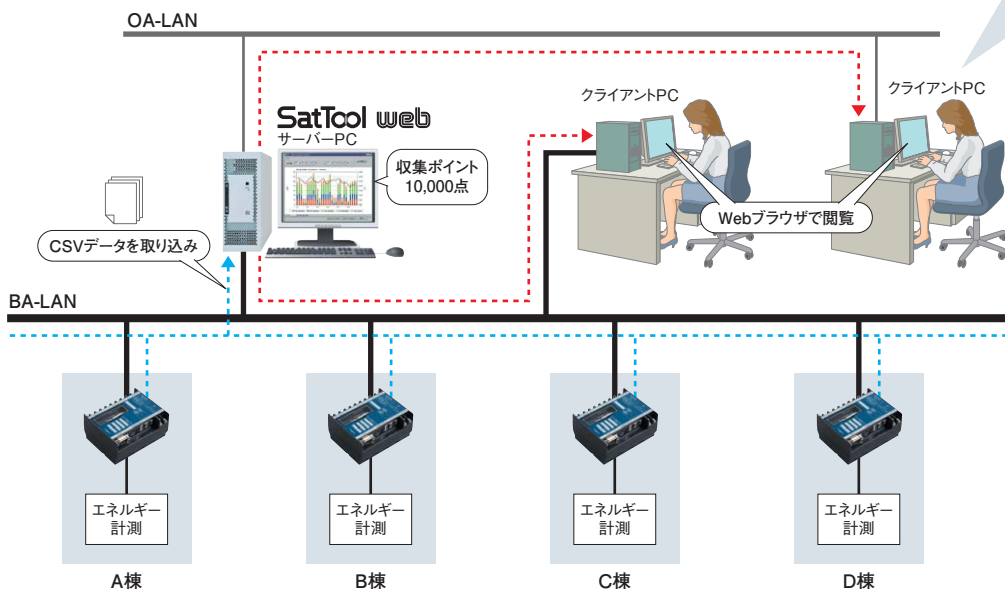 OA-LAN
SatTool web
サーバーPC
収集ポイント
10,000点
クライアントPC
クライアントPC
Webブラウザで閲覧
CSVデータを取り込み
BA-LAN
エネルギー
計測
エネルギー
計測
エネルギー
計測
エネルギー
計測
A棟
B棟
C棟
D棟